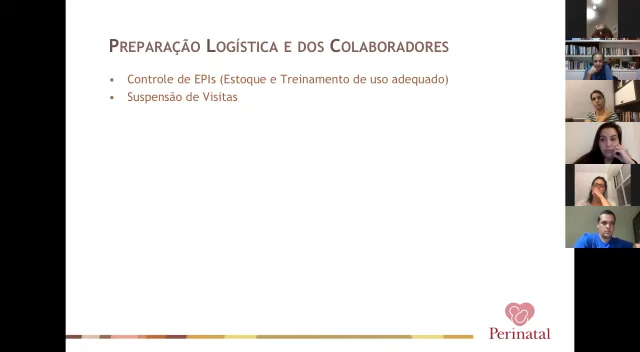 PREPARAÇÃO LOGÍSTICA E DOS COLABORADORES
• Controle de EPIs (Estoque e Treinamento de uso adequado)
• Suspensão de Visitas
Perinatal